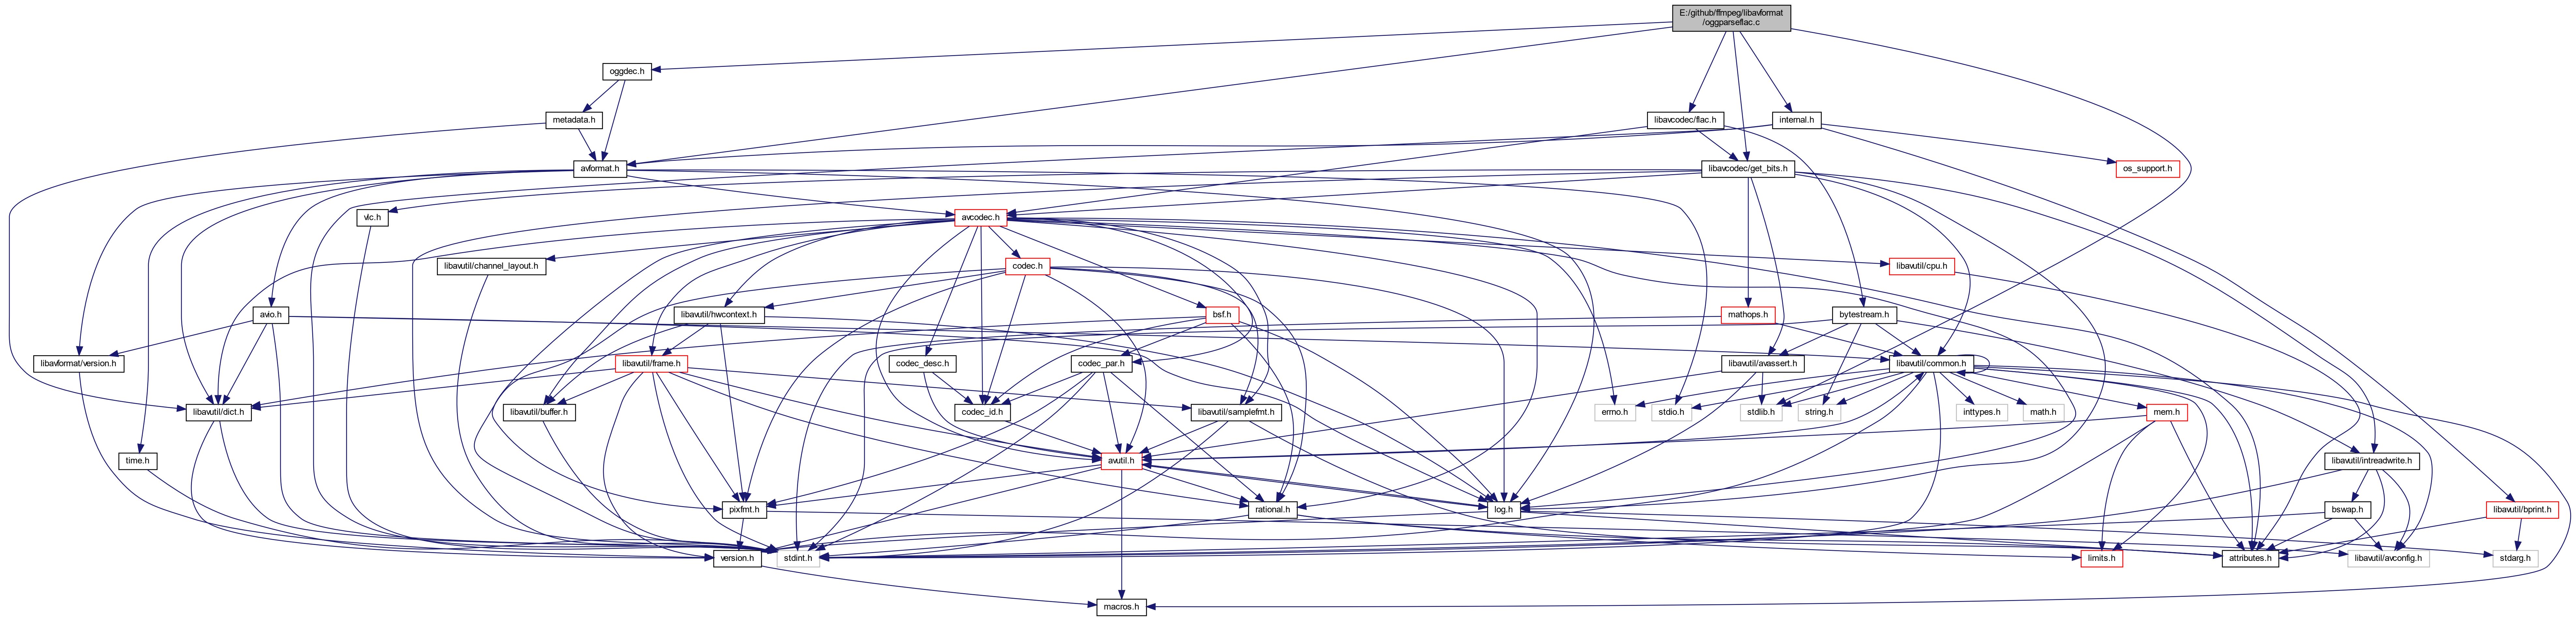 E:/github/ffmpeg/libavformat
/oggparseflac.c
oggdec.h
metadata.h
libavcodec/flac.h
internal.h
avformat.h
libavcodec/get_bits.h
os_support.h
vlc.h
avcodec.h
libavutil/channel_layout.h
codec.h
libavutil/cpu.h
avio.h
libavutil/hwcontext.h
bsf.h
mathops.h
bytestream.h
libavformat/version.h
libavutil/frame.h
codec_desc.h
codec_par.h
libavutil/avassert.h
libavutil/common.h
libavutil/dict.h
libavutil/buffer.h
codec_id.h
libavutil/samplefmt.h
errno.h
stdio.h
stdlib.h
string.h
inttypes.h
math.h
mem.h
time.h
avutil.h
libavutil/intreadwrite.h
pixfmt.h
rational.h
log.h
bswap.h
libavutil/bprint.h
version.h
stdint.h
limits.h
attributes.h
libavutil/avconfig.h
stdarg.h
macros.h